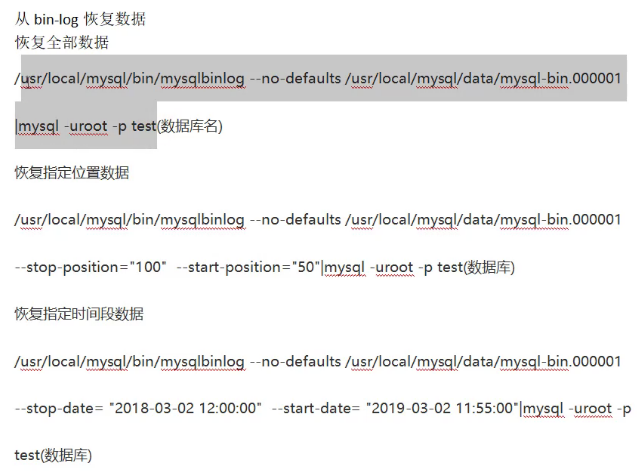 从 bin-log 恢复数据
恢复全部数据
/usr/local/mysql/bin/mysqlbinlog --no-defaults /usr/local/mysql/data/mysql-bin.000001
|mysql -uroot -p test(数据库名)
恢复指定位置数据
/usr/local/mysql/bin/mysqlbinlog --no-defaults /usr/local/mysql/data/mysql-bin.000001
--stop-position="100"  --start-position="50"|mysql -uroot -p test(数据库)
恢复指定时间段数据
/usr/local/mysql/bin/mysqlbinlog --no-defaults /usr/local/mysql/data/mysql-bin.000001
--stop-date= "2018-03-02 12:00:00"  --start-date= "2019-03-02 11:55:00"|mysql -uroot -p
test(数据库)